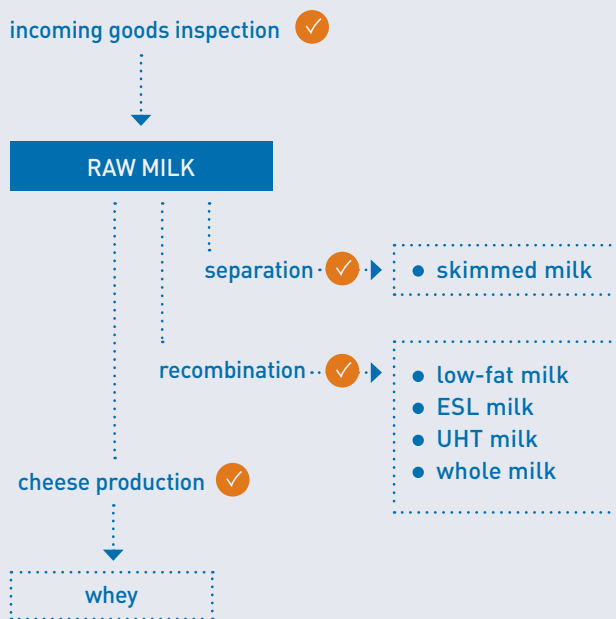 incoming goods inspection
RAW MILK
separation
• skimmed milk
recombination
• low-fat milk
• ESL milk
• UHT milk
• whole milk
cheese production
whey